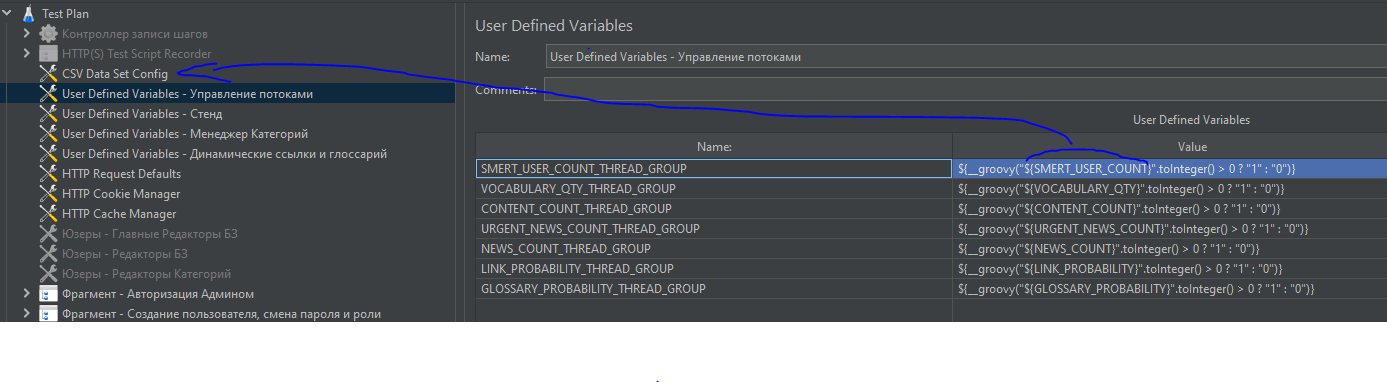 Test Plan
Контроллер записи шагов
HTTP(S) Test Script Recorder
CSV Data Set Config
User Defined Variables - Управление потоками
User Defined Variables - Стенд
User Defined Variables - Менеджер Категорий
User Defined Variables - Динамические ссылки и глоссарий
HTTP Request Defaults
HTTP Cookie Manager
HTTP Cache Manager
Юзеры - Главные Редакторы БЗ
Юзеры - Редакторы БЗ
Юзеры - Редакторы Категорий
Фрагмент - Авторизация Админом
Фрагмент - Создание пользователя, смена пароля и роли
User Defined Variables
Name: User Defined Variables - Управление потоками
Comments:
User Defined Variables
Name: Value
SMERT_USER_COUNT_THREAD_GROUP ${__groovy("${SMERT_USER_COUNT}".toInteger() > 0 ? "1" : "0")}
VOCABULARY_QTY_THREAD_GROUP ${__groovy("${VOCABULARY_QTY}".toInteger() > 0 ? "1" : "0")}
CONTENT_COUNT_THREAD_GROUP ${__groovy("${CONTENT_COUNT}".toInteger() > 0 ? "1" : "0")}
URGENT_NEWS_COUNT_THREAD_GROUP ${__groovy("${URGENT_NEWS_COUNT}".toInteger() > 0 ? "1" : "0")}
NEWS_COUNT_THREAD_GROUP ${__groovy("${NEWS_COUNT}".toInteger() > 0 ? "1" : "0")}
LINK_PROBABILITY_THREAD_GROUP ${__groovy("${LINK_PROBABILITY}".toInteger() > 0 ? "1" : "0")}
GLOSSARY_PROBABILITY_THREAD_GROUP ${__groovy("${GLOSSARY_PROBABILITY}".toInteger() > 0 ? "1" : "0")}